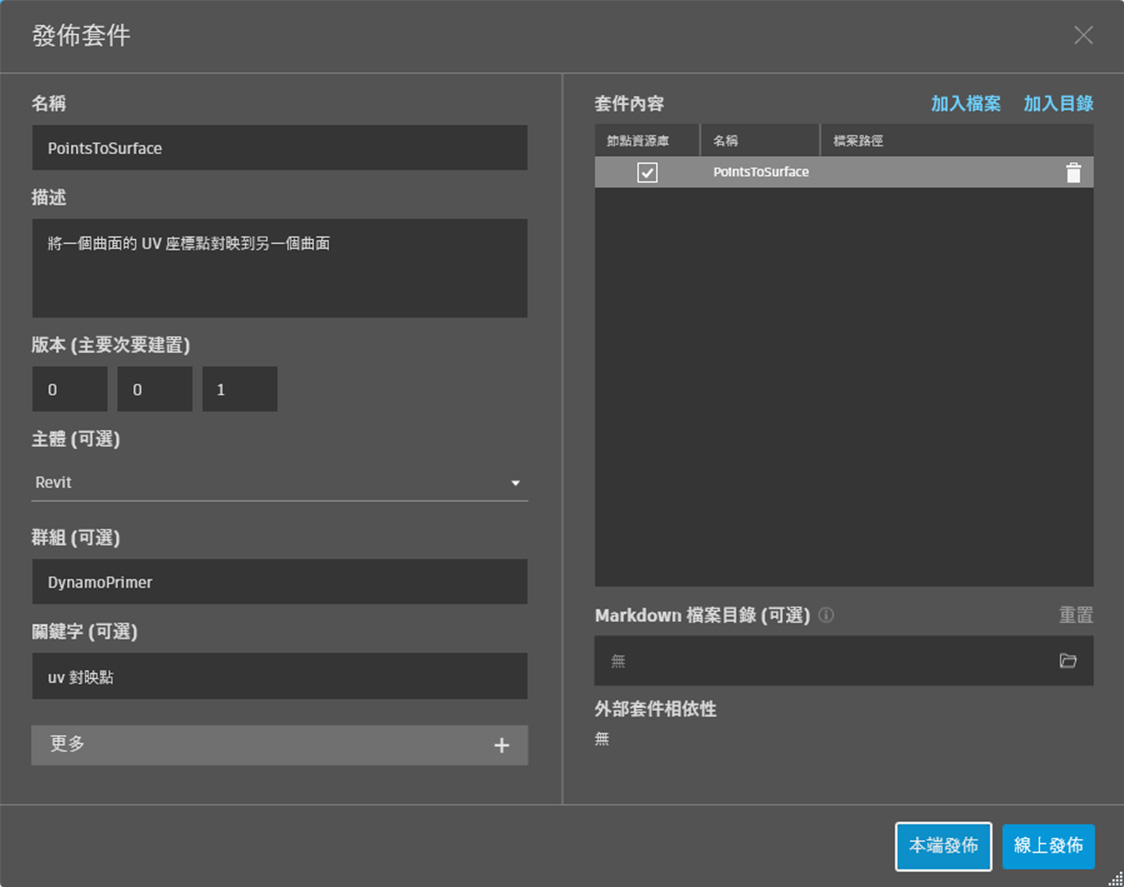 發佈套件
名稱
PointsToSurface
描述
將一個曲面的 UV 座標點對映到另一個曲面
版本 (主要次要建置)
0 0 1
主體 (可選)
Revit
群組 (可選)
DynamoPrimer
關鍵字 (可選)
uv 對映點
更多
套件內容 加入檔案 加入目錄
節點資源庫 名稱 檔案路徑
PointsToSurface
Markdown 檔案目錄 (可選) 重置
無
外部套件相依性
無
本端發佈 線上發佈